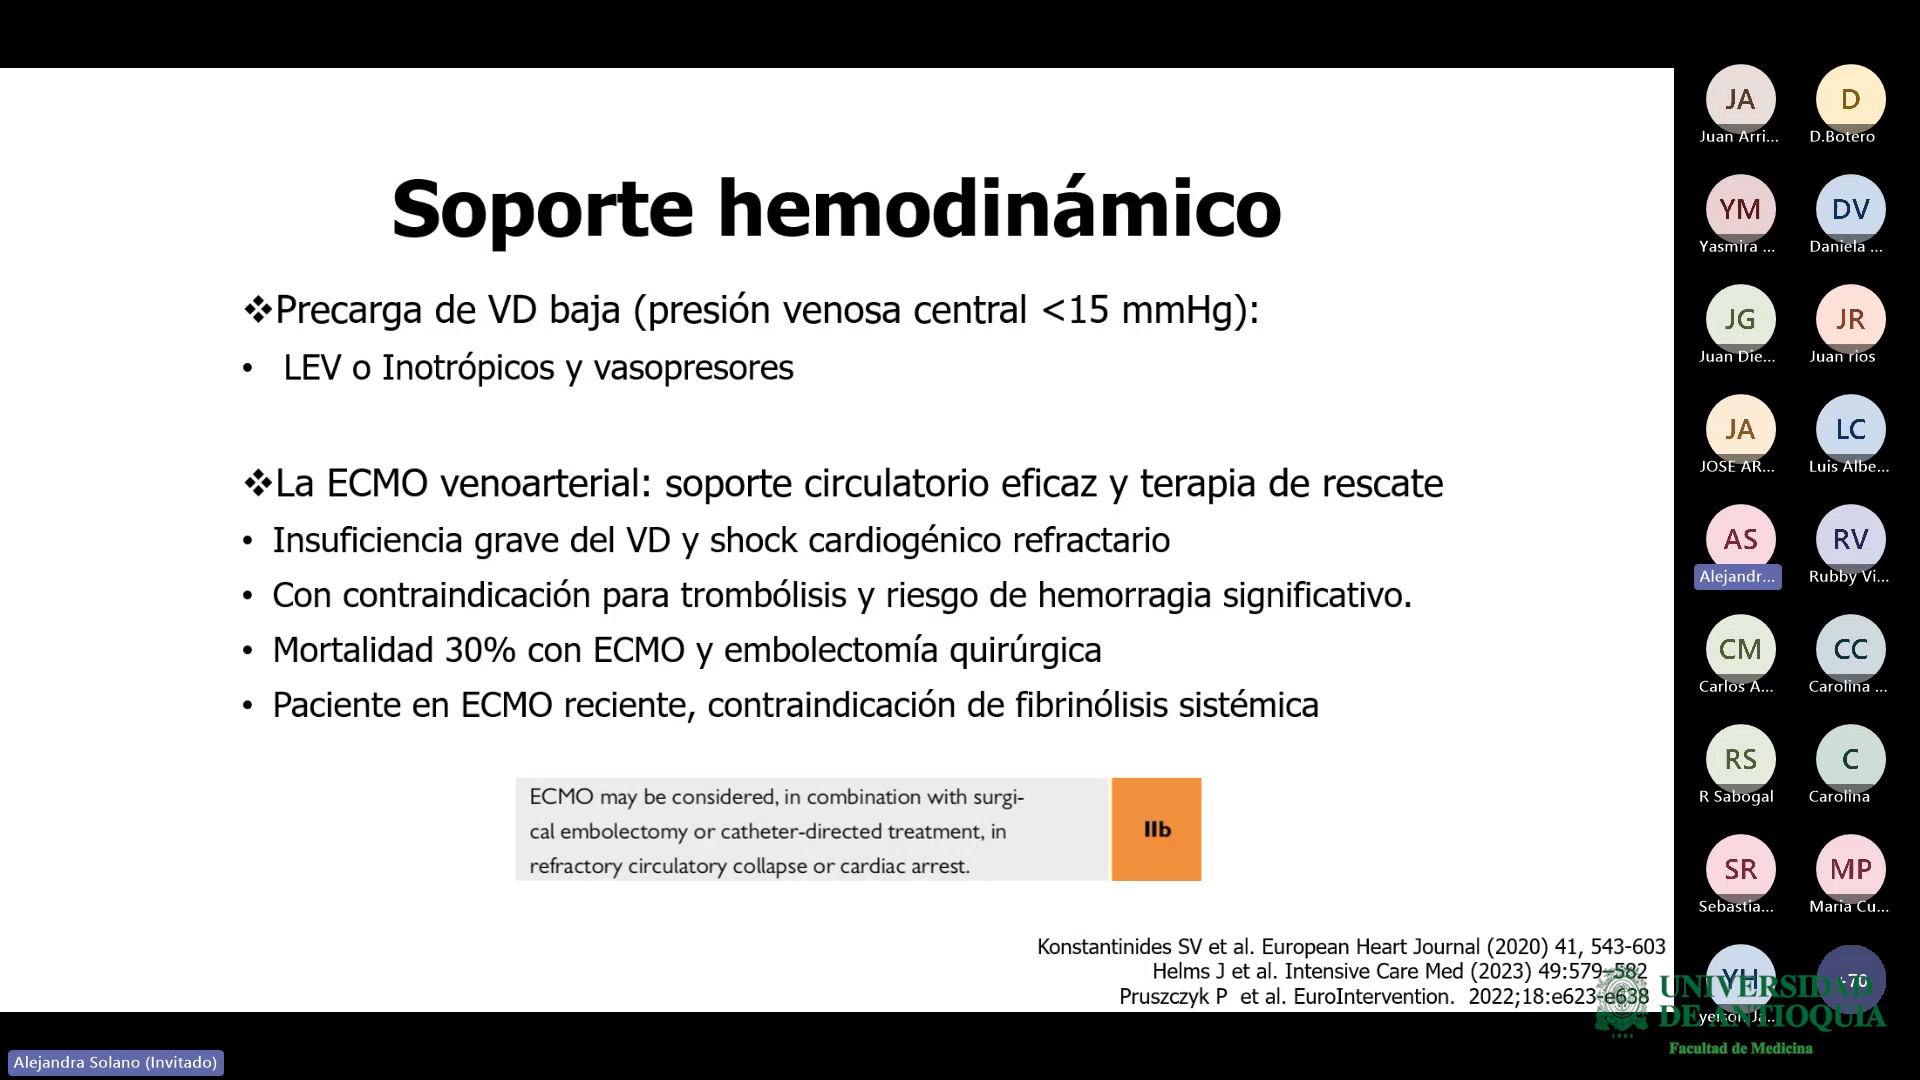 Soporte hemodinámico
❖Precarga de VD baja (presión venosa central <15 mmHg):
• LEV o Inotrópicos y vasopresores
❖La ECMO venoarterial: soporte circulatorio eficaz y terapia de rescate
• Insuficiencia grave del VD y shock cardiogénico refractario
• Con contraindicación para trombólisis y riesgo de hemorragia significativo.
• Mortalidad 30% con ECMO y embolectomía quirúrgica
• Paciente en ECMO reciente, contraindicación de fibrinólisis sistémica
ECMO may be considered, in combination with surgi-
cal embolectomy or catheter-directed treatment, in
refractory circulatory collapse or cardiac arrest.
IIb
Konstantinides SV et al. European Heart Journal (2020) 41, 543-603
Helms J et al. Intensive Care Med (2023) 49:579-582
Pruszczyk P et al. EuroIntervention. 2022;18:e623-e638
JA
Juan Arri...
D
D.Botero
YM
Yasmira ...
DV
Daniela ...
JG
Juan Die...
JR
Juan rios
JA
JOSE AR...
LC
Luis Albe...
AS
Alejandr...
RV
Rubby Vi...
CM
Carlos A...
CC
Carolina ...
RS
R Sabogal
C
Carolina
SR
Sebastia...
MP
Maria Cu...
YH
+70
UNIVERSIDAD
DE ANTIOQUIA
Facultad de Medicina
Alejandra Solano (Invitado)